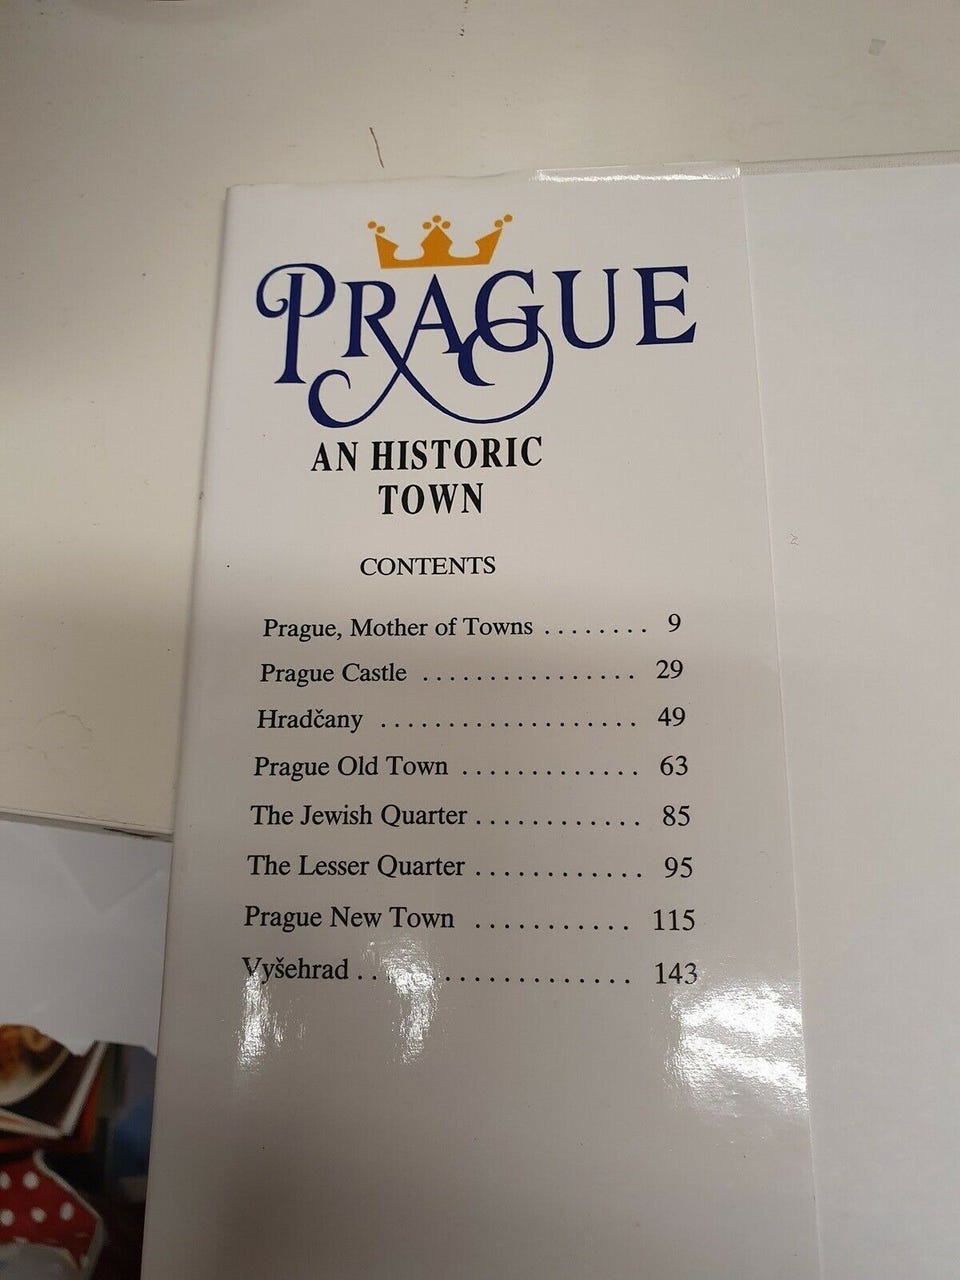 PRAGUE
AN HISTORIC
TOWN
CONTENTS
Prague, Mother of Towns ........ 9
Prague Castle ................ 29
Hradčany ................... 49
Prague Old Town ............. 63
The Jewish Quarter ............ 85
The Lesser Quarter ............. 95
Prague New Town ............ 115
Vyšehrad .................... 143